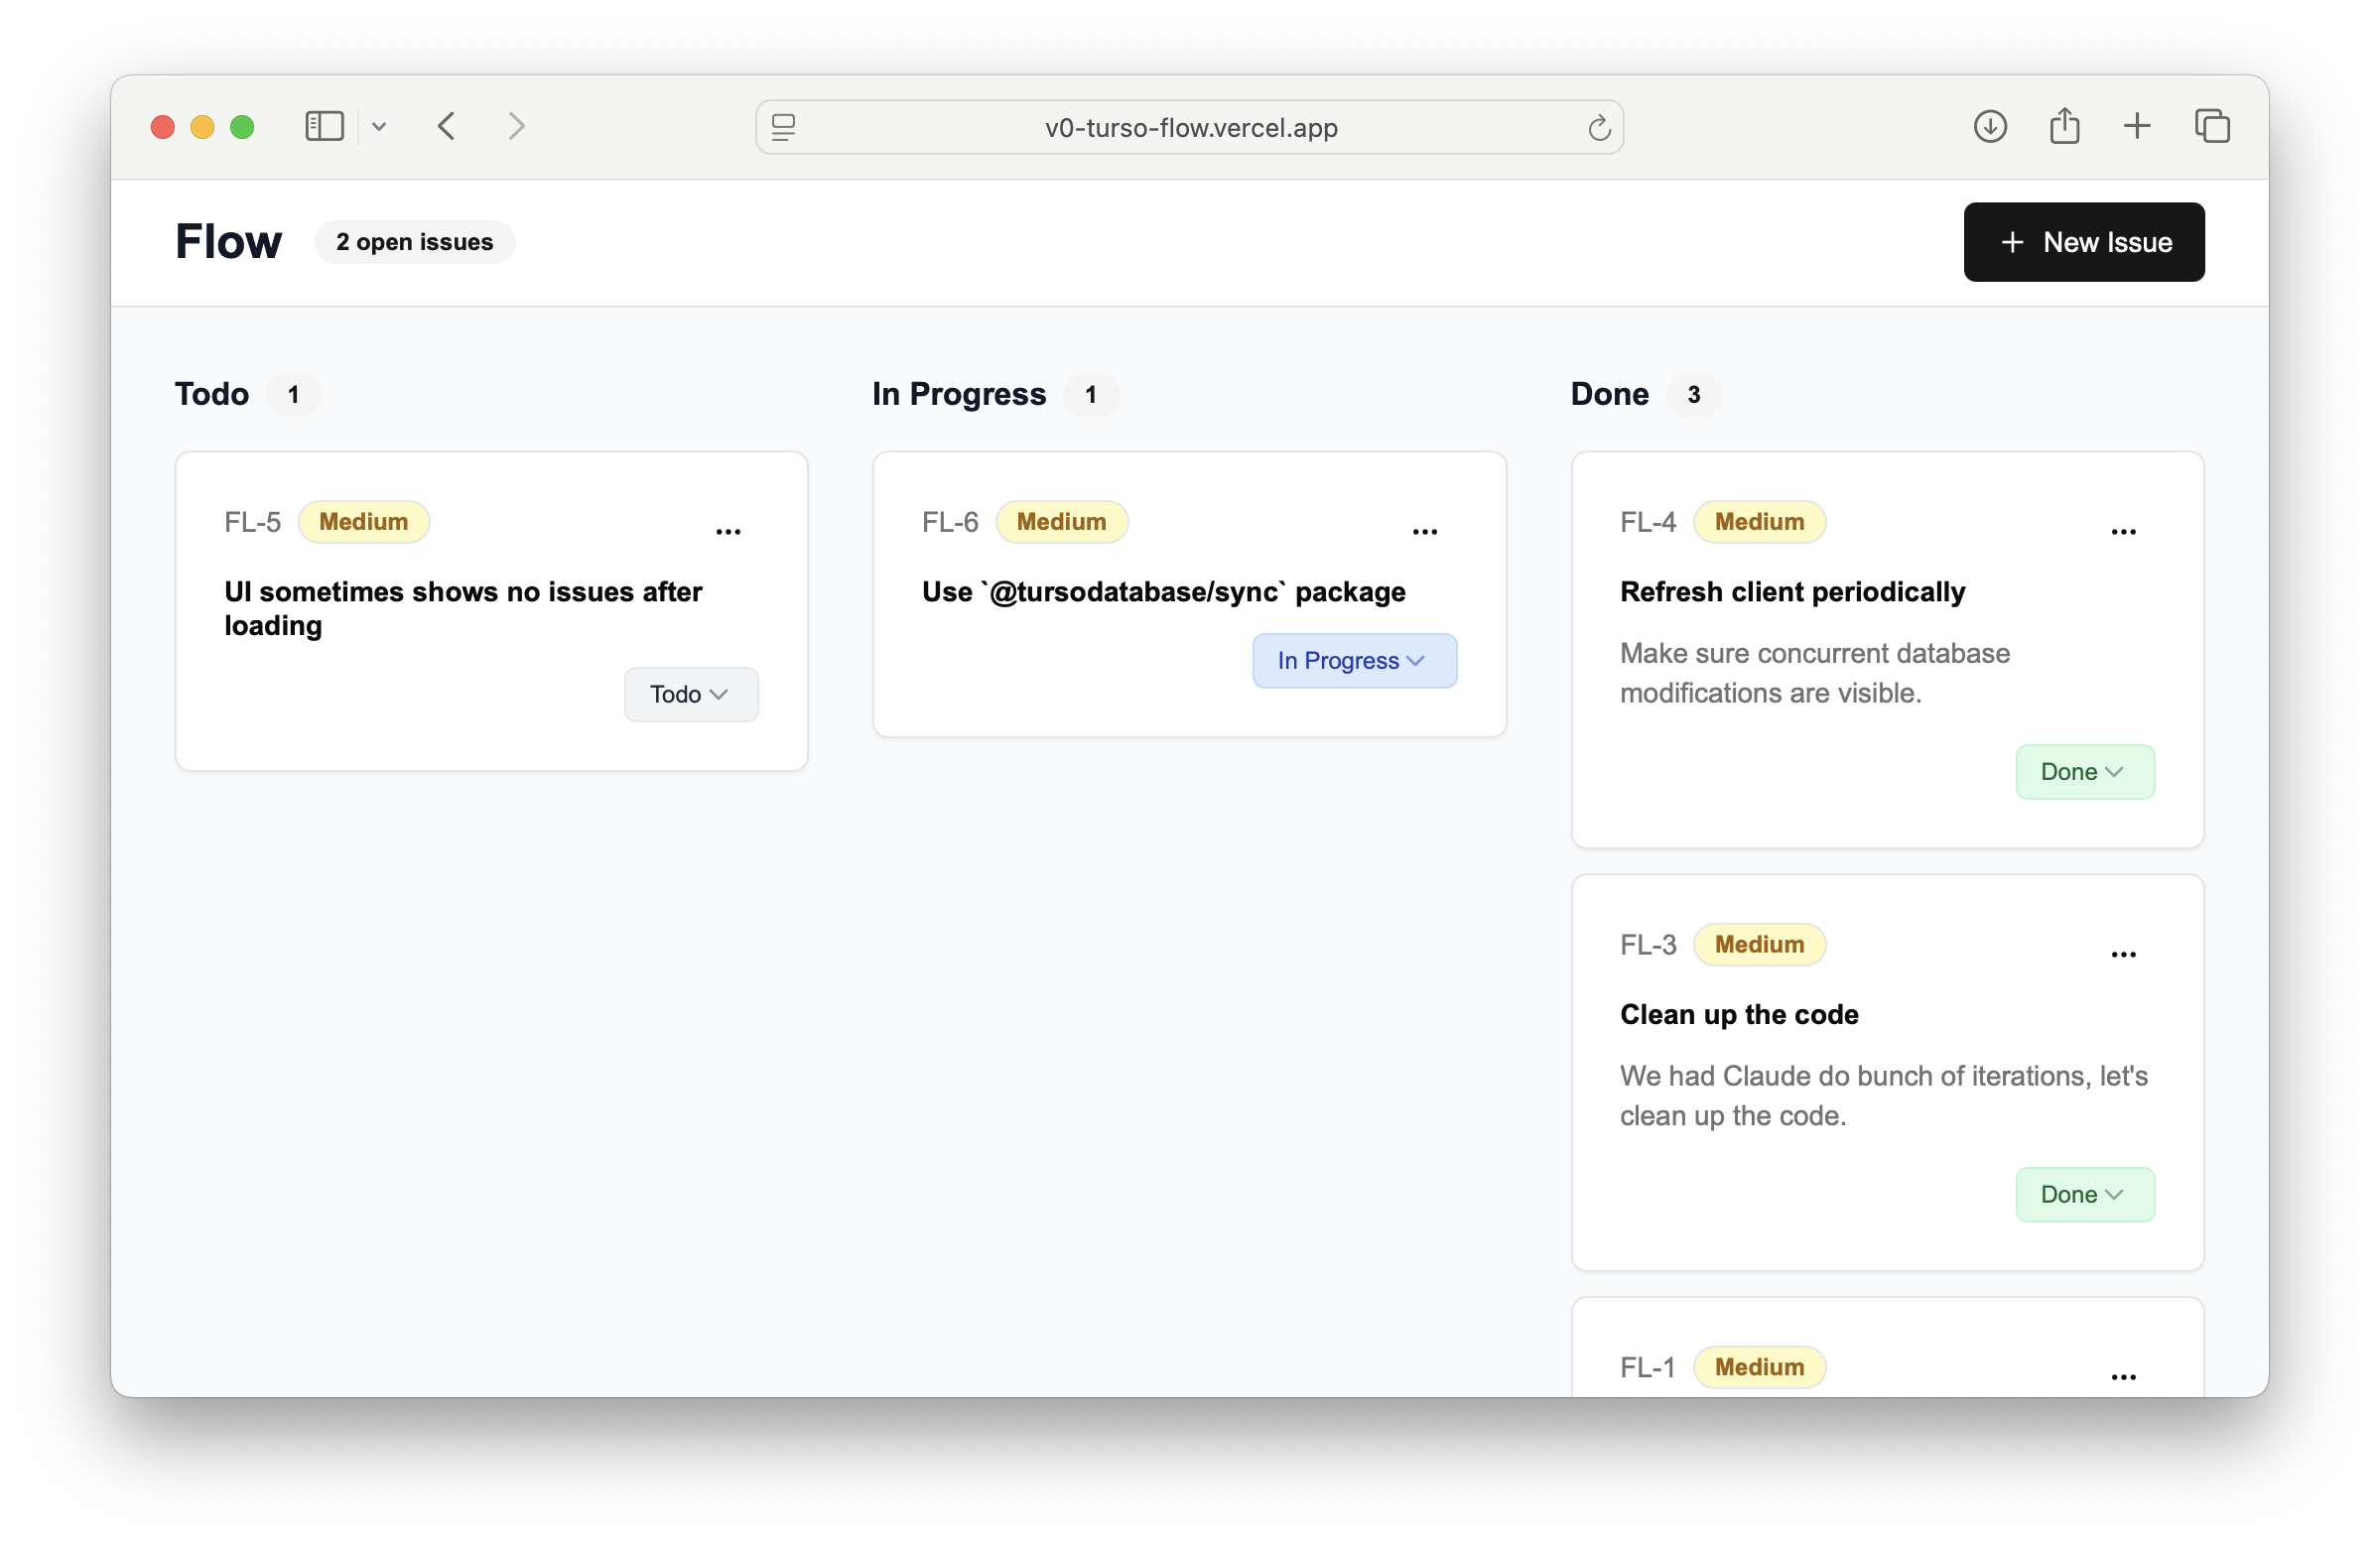 v0-turso-flow.vercel.app
Flow
2 open issues
+ New Issue
Todo 1
FL-5 Medium
...
UI sometimes shows no issues after
loading
Todo
In Progress 1
FL-6 Medium
...
Use `@tursodatabase/sync` package
In Progress
Done 3
FL-4 Medium
...
Refresh client periodically
Make sure concurrent database
modifications are visible.
Done
FL-3 Medium
...
Clean up the code
We had Claude do bunch of iterations, let's
clean up the code.
Done
FL-1 Medium
...